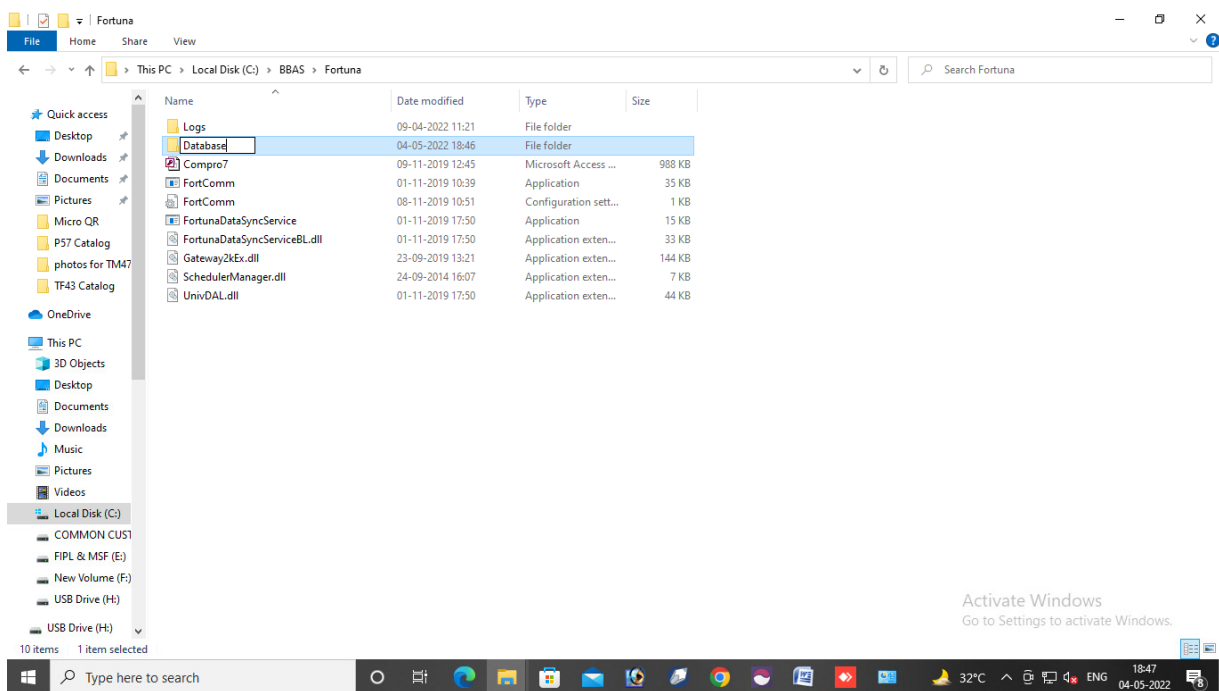 Fortuna
File Home Share View
This PC > Local Disk (C:) > BBAS > Fortuna
Search Fortuna
Name Date modified Type Size
Logs 09-04-2022 11:21 File folder
Database 04-05-2022 18:46 File folder
Compro7 09-11-2019 12:45 Microsoft Access ... 988 KB
FortComm 01-11-2019 10:39 Application 35 KB
FortComm 08-11-2019 10:51 Configuration sett... 1 KB
FortunaDataSyncService 01-11-2019 17:50 Application 15 KB
FortunaDataSyncServiceBL.dll 01-11-2019 17:50 Application exten... 33 KB
Gateway2kEx.dll 23-09-2019 13:21 Application exten... 144 KB
SchedulerManager.dll 24-09-2014 16:07 Application exten... 7 KB
UnivDAL.dll 01-11-2019 17:50 Application exten... 44 KB
Quick access
Desktop
Downloads
Documents
Pictures
Micro QR
P57 Catalog
photos for TM47
TF43 Catalog
OneDrive
This PC
3D Objects
Desktop
Documents
Downloads
Music
Pictures
Videos
Local Disk (C:)
COMMON CUST
FIPL & MSF (E:)
New Volume (F:)
USB Drive (H:)
USB Drive (H:)
10 items 1 item selected
Activate Windows
Go to Settings to activate Windows.
Type here to search
32°C ENG
18:47
04-05-2022
8